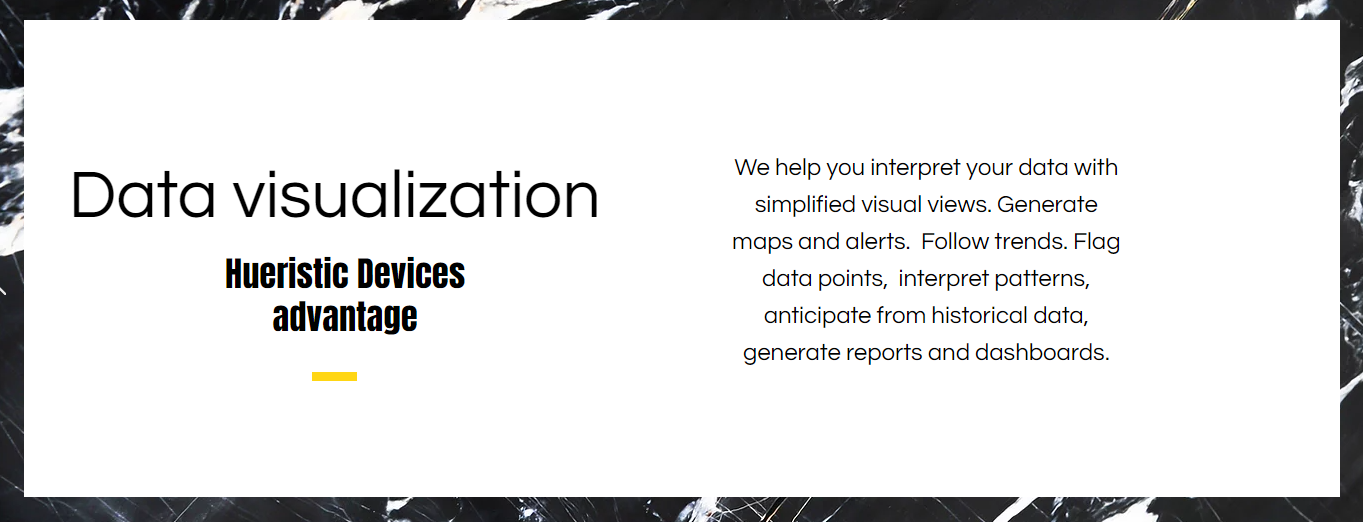 Data visualization
Hueristic Devices
advantage
We help you interpret your data with
simplified visual views. Generate
maps and alerts.  Follow trends. Flag
data points,  interpret patterns,
anticipate from historical data,
generate reports and dashboards.